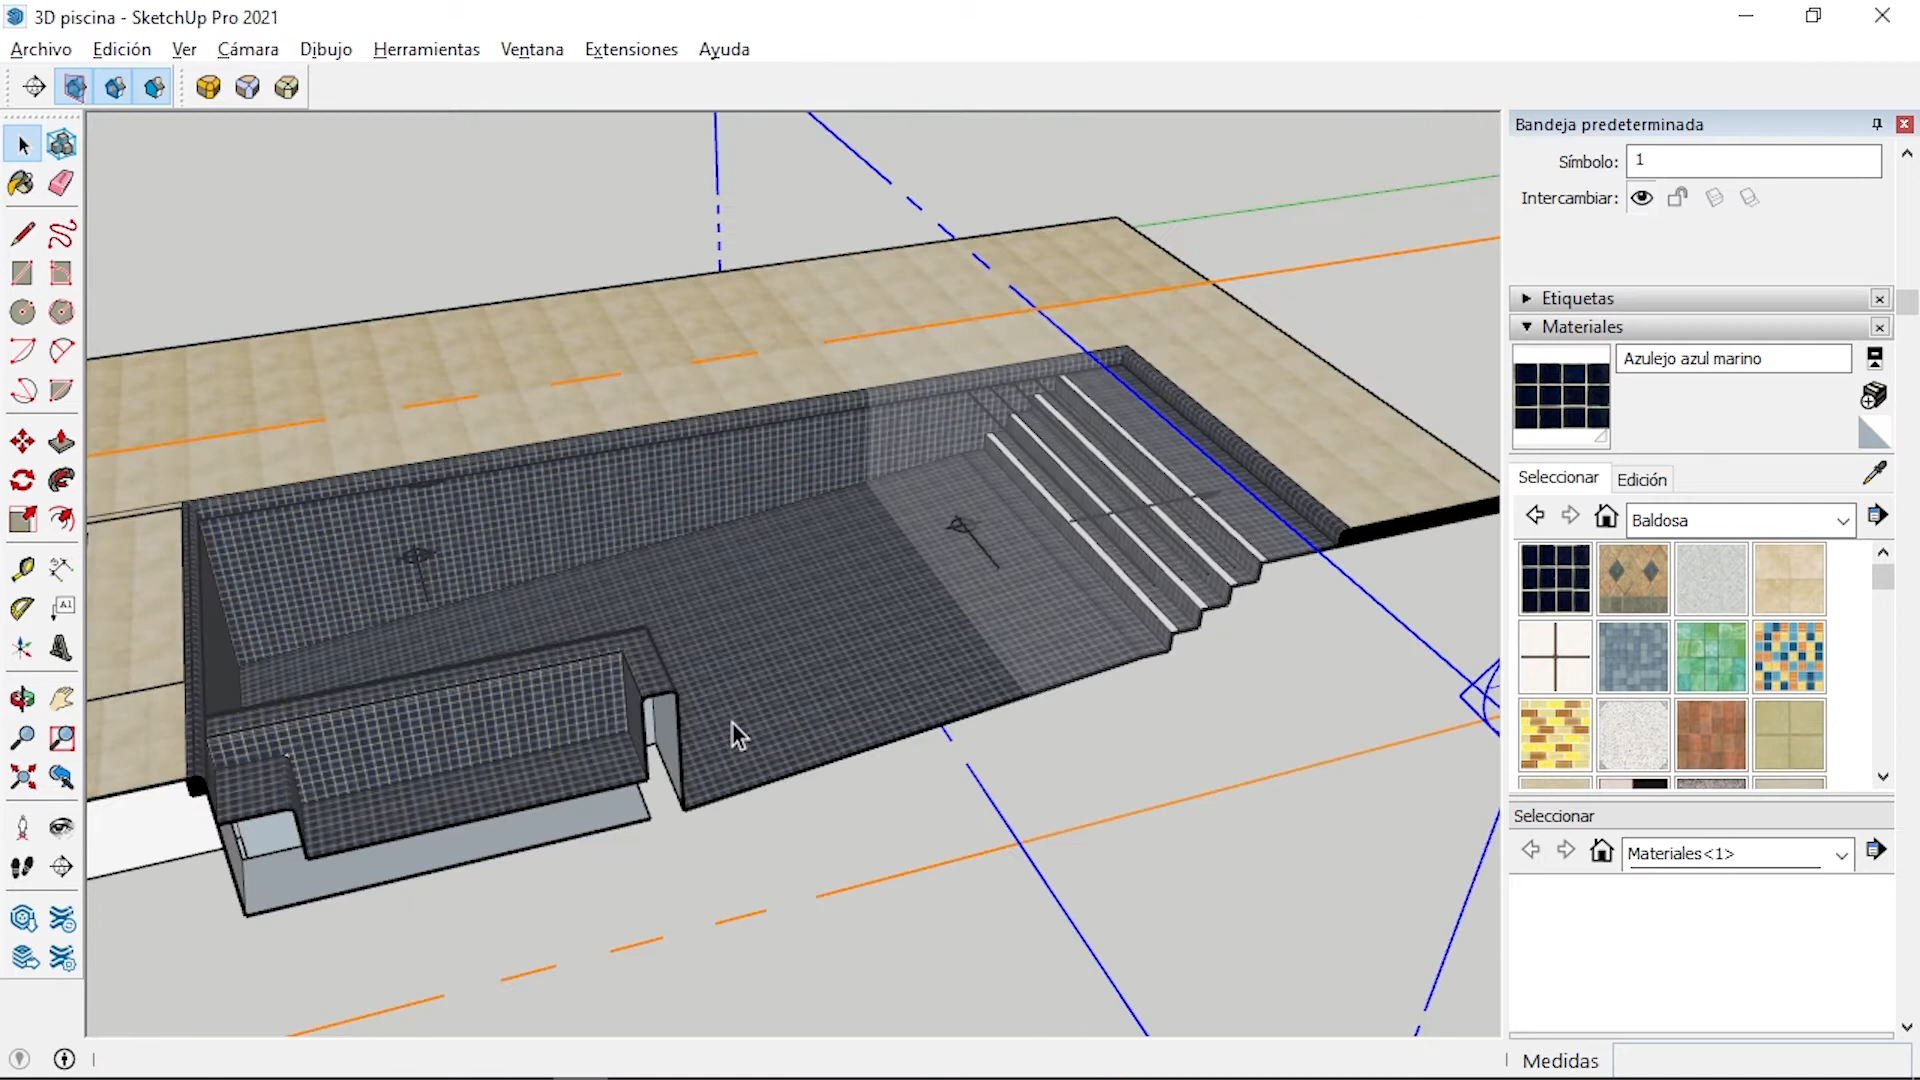 3D piscina - SketchUp Pro 2021
Archivo Edición Ver Cámara Dibujo Herramientas Ventana Extensiones Ayuda
Bandeja predeterminada
Símbolo: 1
Intercambiar:
Etiquetas
Materiales
Azulejo azul marino
Seleccionar Edición
Baldosa
A1
Seleccionar
Materiales<1>
Medidas